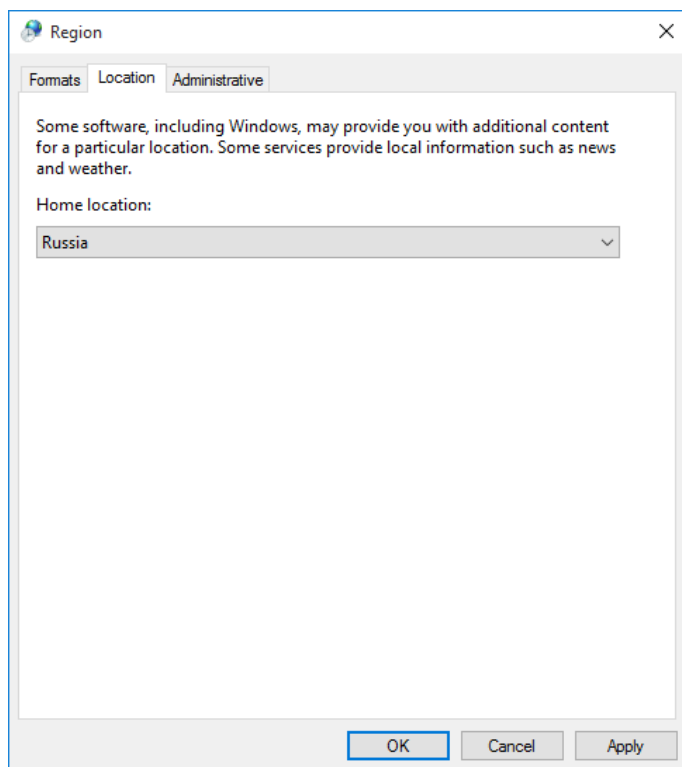 Region
Formats Location Administrative
Some software, including Windows, may provide you with additional content
for a particular location. Some services provide local information such as news
and weather.
Home location:
Russia
OK Cancel Apply